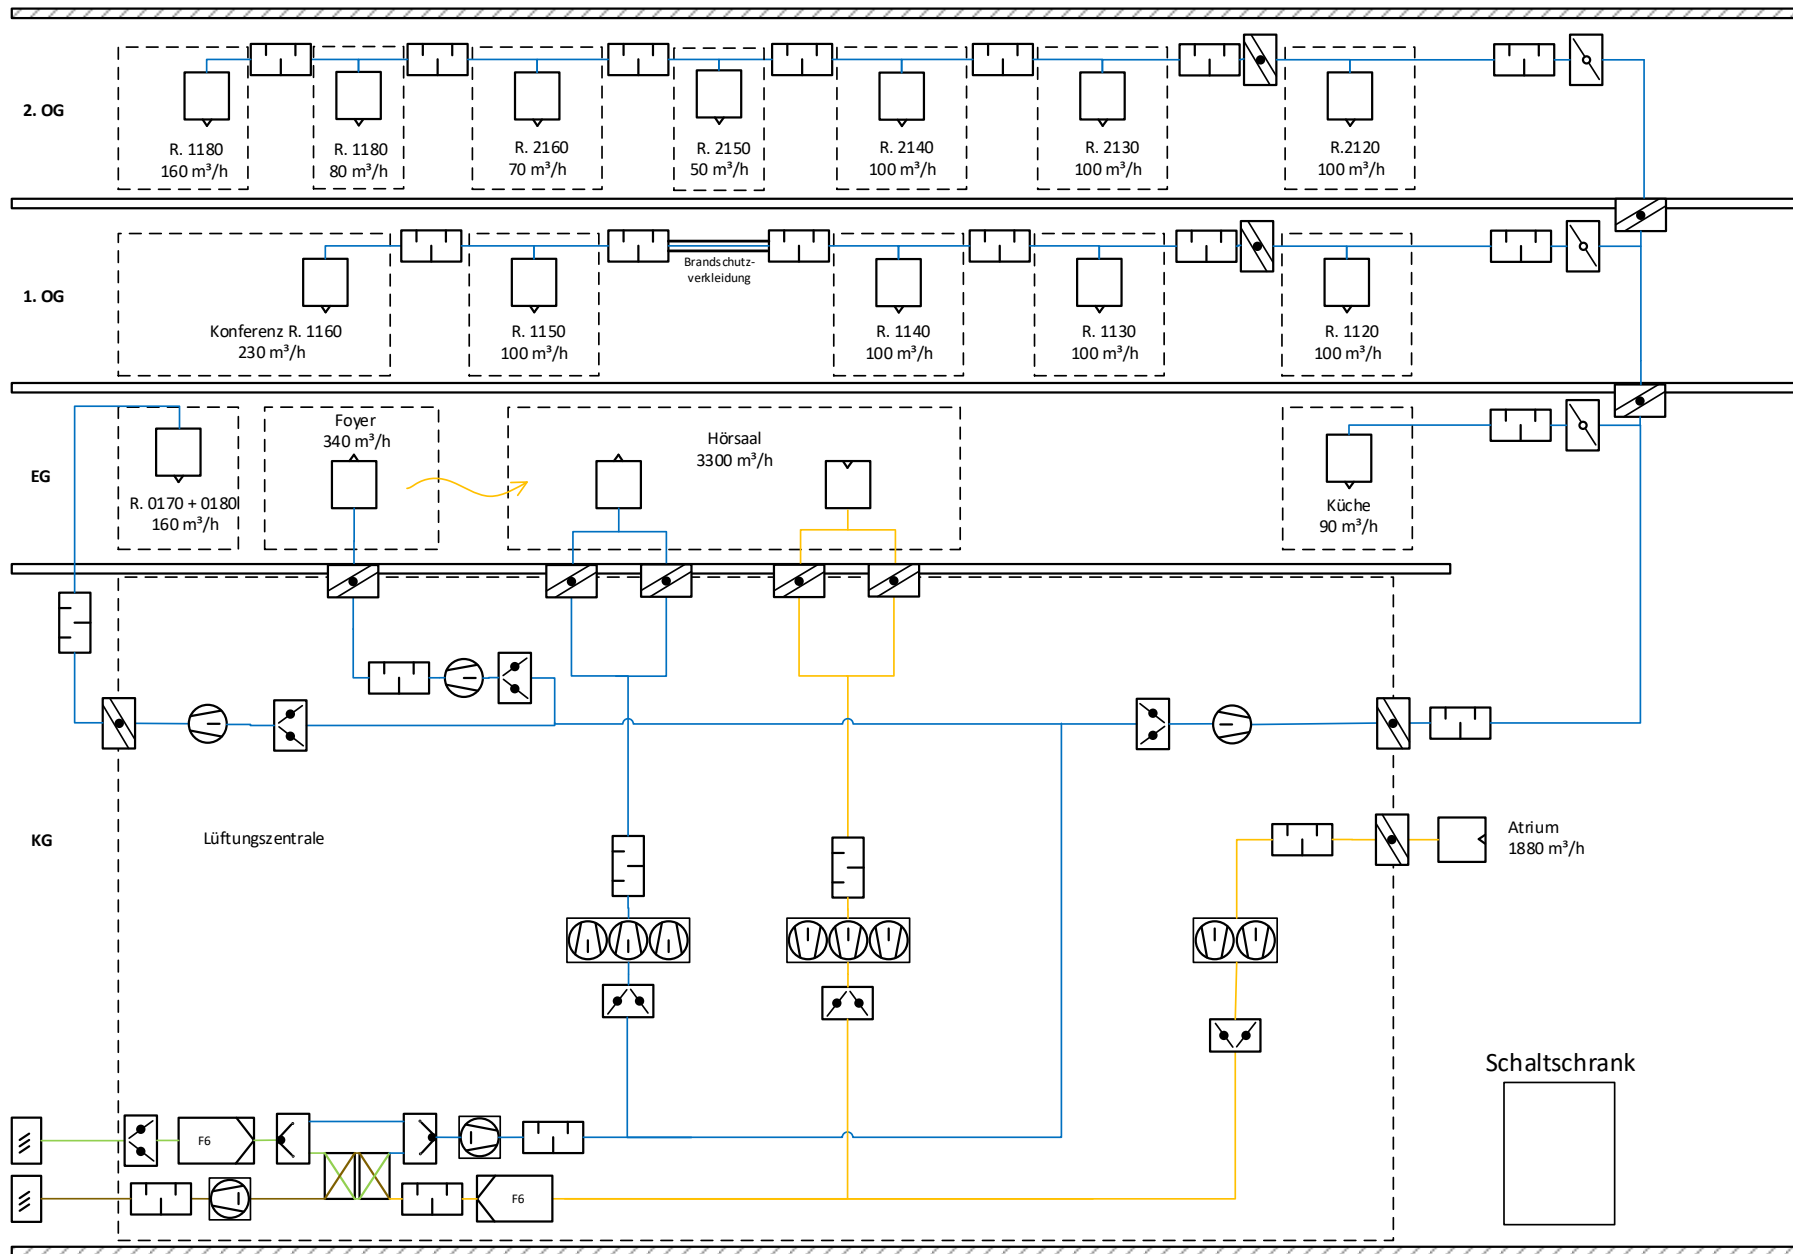 2. OG
R. 1180
160 m³/h
R. 1180
80 m³/h
R. 2160
70 m³/h
R. 2150
50 m³/h
R. 2140
100 m³/h
R. 2130
100 m³/h
R.2120
100 m³/h
1. OG
Konferenz R. 1160
230 m³/h
R. 1150
100 m³/h
Brandschutz-
verkleidung
R. 1140
100 m³/h
R. 1130
100 m³/h
R. 1120
100 m³/h
EG
R. 0170 + 0180
160 m³/h
Foyer
340 m³/h
Hörsaal
3300 m³/h
Küche
90 m³/h
KG
Lüftungszentrale
Atrium
1880 m³/h
Schaltschrank
F6
F6